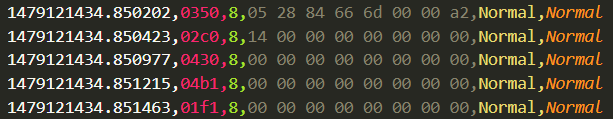 1479121434.850202,0350,8,05 28 84 66 6d 00 00 a2,Normal,Normal
1479121434.850423,02c0,8,14 00 00 00 00 00 00 00,Normal,Normal
1479121434.850977,0430,8,00 00 00 00 00 00 00 00,Normal,Normal
1479121434.851215,04b1,8,00 00 00 00 00 00 00 00,Normal,Normal
1479121434.851463,01f1,8,00 00 00 00 00 00 00 00,Normal,Normal